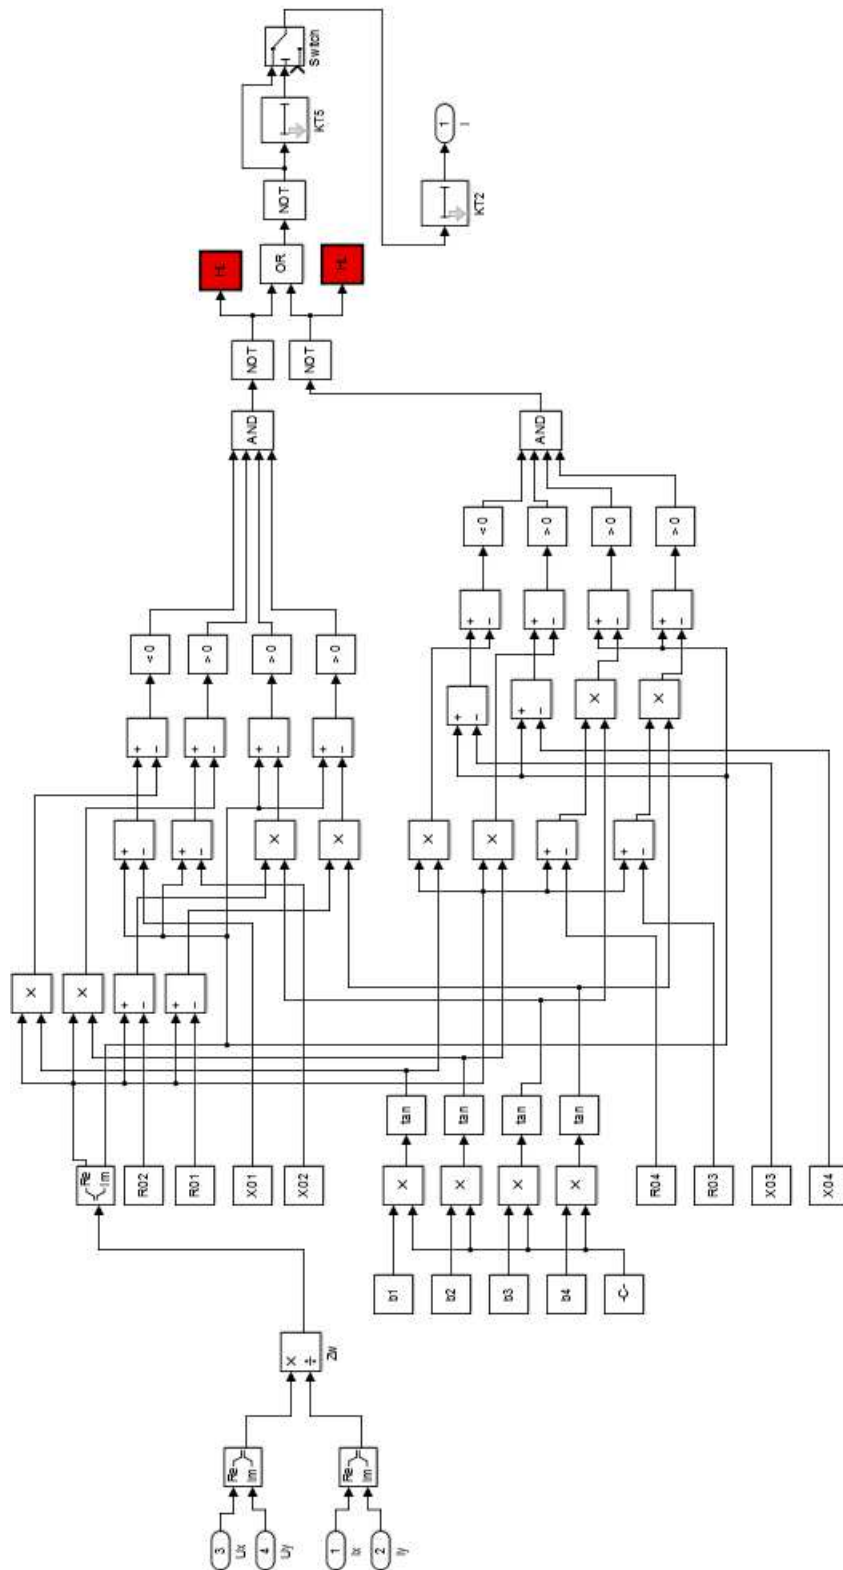 Switch
KT5
1
I
KT2
NOT
HL
OR
HL
NOT
NOT
AND
AND
< 0
> 0
> 0
> 0
< 0
> 0
> 0
> 0
+
−
+
−
+
−
+
−
+
−
+
−
+
−
+
−
+
−
+
−
×
×
+
−
+
−
×
×
×
×
+
−
+
−
×
×
+
−
+
−
tan
tan
tan
tan
Re
Im
R02
R01
X01
X02
×
×
×
×
R04
R03
X03
X04
b1
b2
b3
b4
-C-
×
÷
Zw
Re
Im
Re
Im
3
Ux
4
Uy
1
Ix
2
Iy